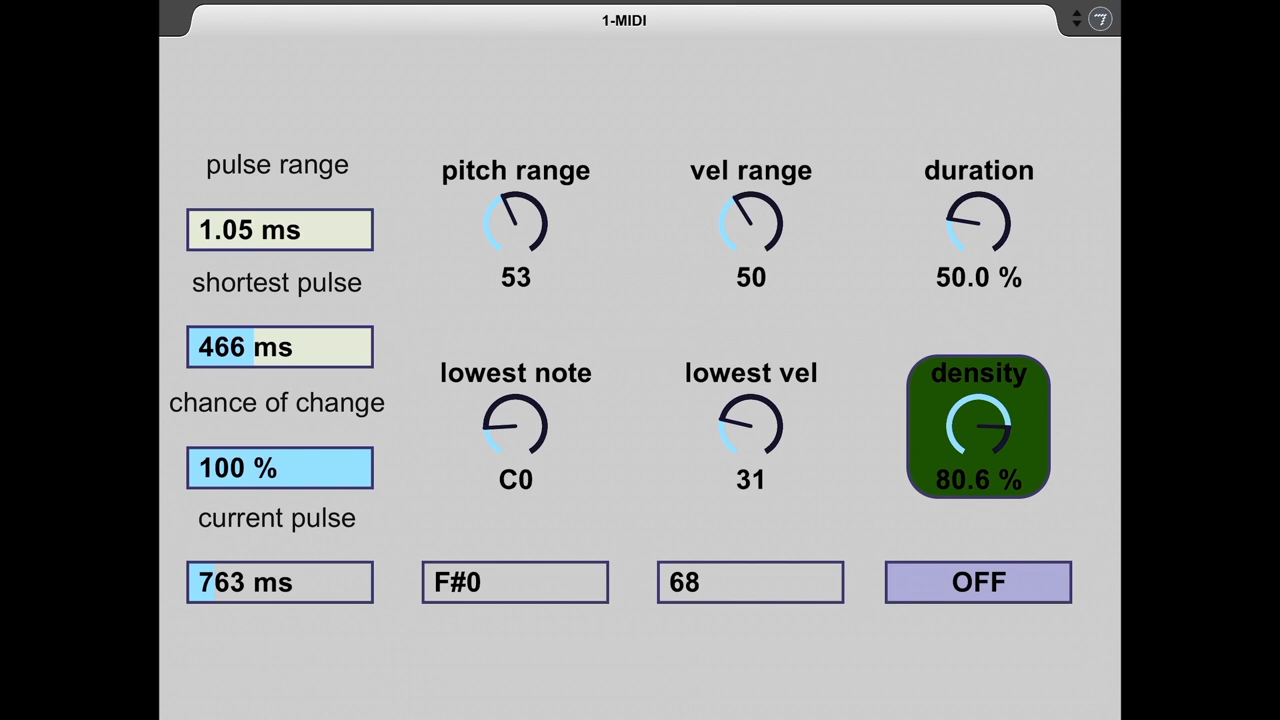 1-MIDI
pulse range
1.05 ms
shortest pulse
466 ms
chance of change
100 %
current pulse
763 ms
pitch range
53
lowest note
C0
F#0
vel range
50
lowest vel
31
68
duration
50.0 %
density
80.6 %
OFF